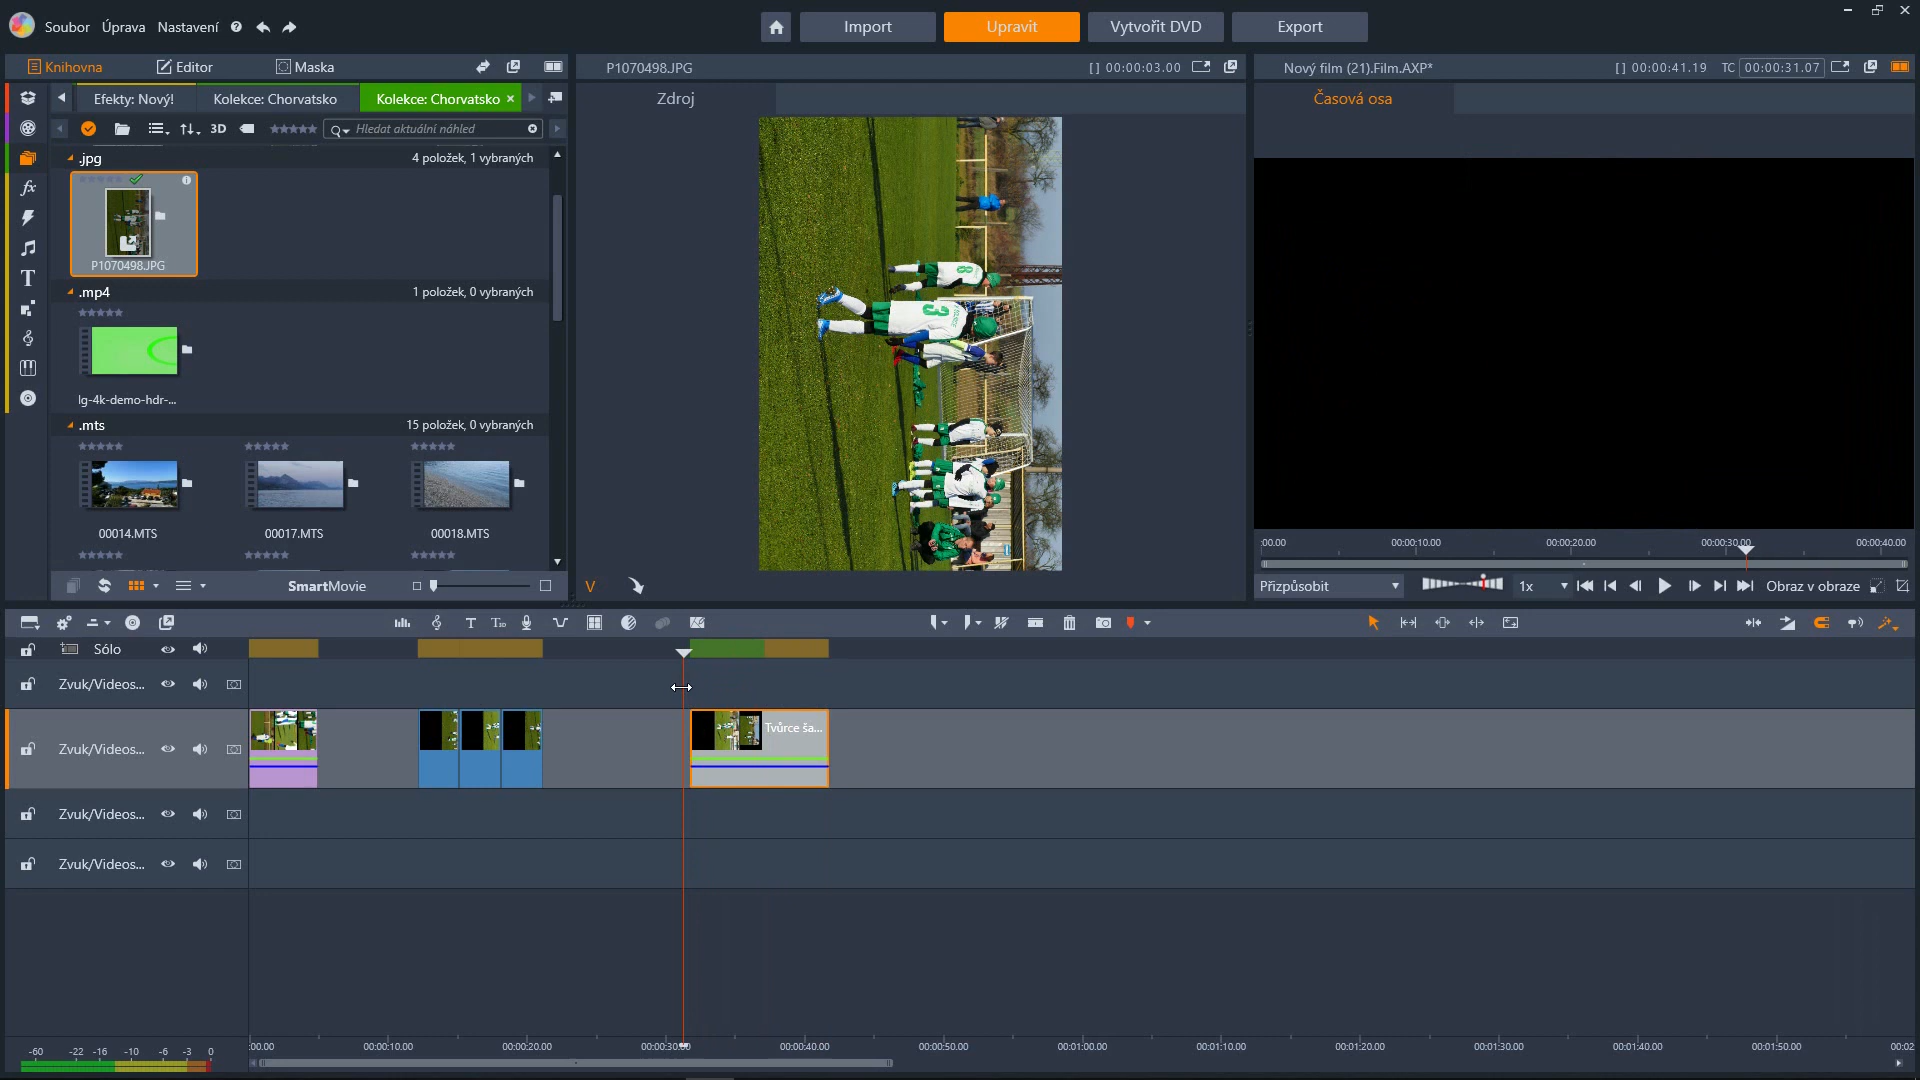 Soubor Úprava Nastavení
Import Upravit Vytvořit DVD Export
Knihovna Editor Maska
P1070498.JPG [] 00:00:03.00
Nový film (21).Film.AXP* [] 00:00:41.19 TC 00:00:31.07
Efekty: Nový! Kolekce: Chorvatsko Kolekce: Chorvatsko ×
Zdroj
Časová osa
3D Hledat aktuální náhled
.jpg 4 položek, 1 vybraných
P1070498.JPG
.mp4 1 položek, 0 vybraných
lg-4k-demo-hdr-...
.mts 15 položek, 0 vybraných
00014.MTS 00017.MTS 00018.MTS
:00.00 00:00:10.00 00:00:20.00 00:00:30.00 00:00:40.00
SmartMovie
V
Přizpůsobit 1x Obraz v obraze
Sólo
Zvuk/Videos...
Zvuk/Videos... Tvůrce ša...
Zvuk/Videos...
Zvuk/Videos...
:00.00 00:00:10.00 00:00:20.00 00:00:30.00 00:00:40.00 00:00:50.00 00:01:00.00 00:01:10.00 00:01:20.00 00:01:30.00 00:01:40.00 00:01:50.00 00:02
-60 -22 -16 -10 -6 -3 0